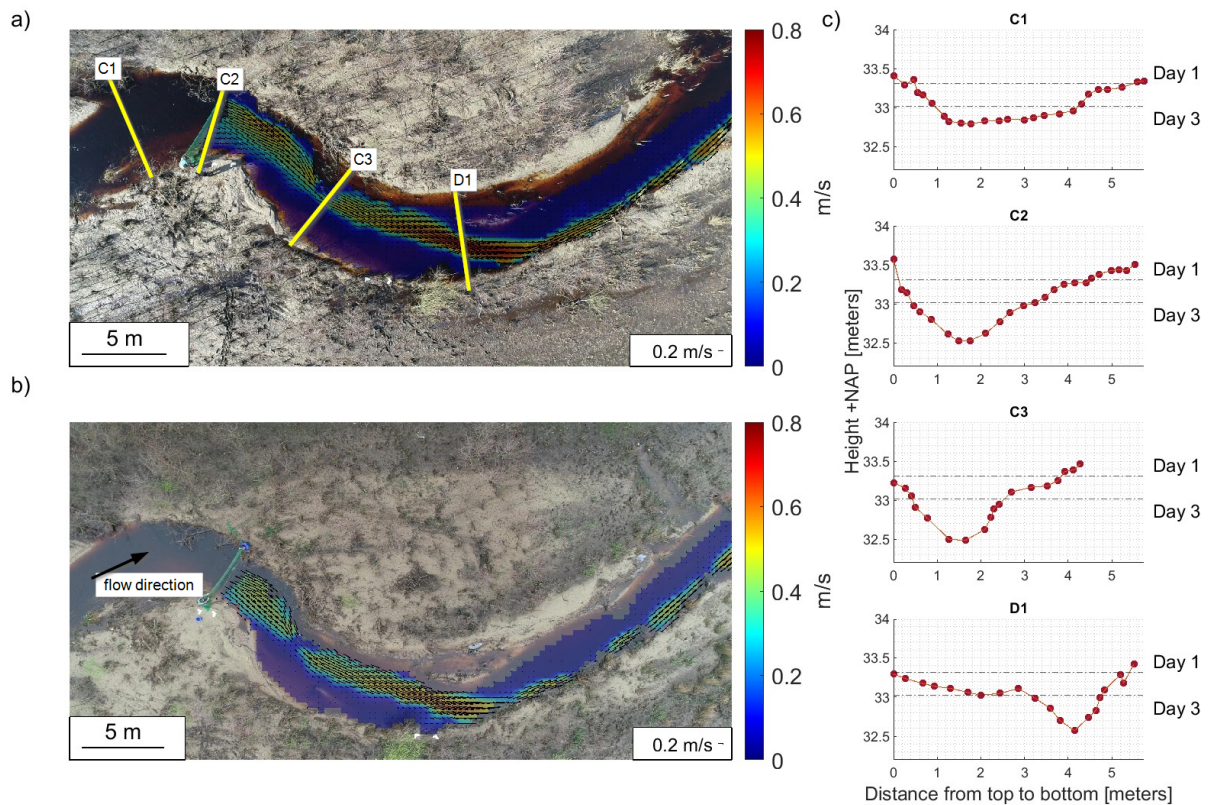 a)
C1
C2
C3
D1
5 m
0.2 m/s
0.8
0.6
0.4
0.2
0
m/s
b)
flow direction
5 m
0.2 m/s
0.8
0.6
0.4
0.2
0
m/s
c)
Height +NAP [meters]
C1
34
33.5
33
32.5
0 1 2 3 4 5
Day 1
Day 3
C2
34
33.5
33
32.5
0 1 2 3 4 5
Day 1
Day 3
C3
34
33.5
33
32.5
0 1 2 3 4 5
Day 1
Day 3
D1
34
33.5
33
32.5
0 1 2 3 4 5
Day 1
Day 3
Distance from top to bottom [meters]